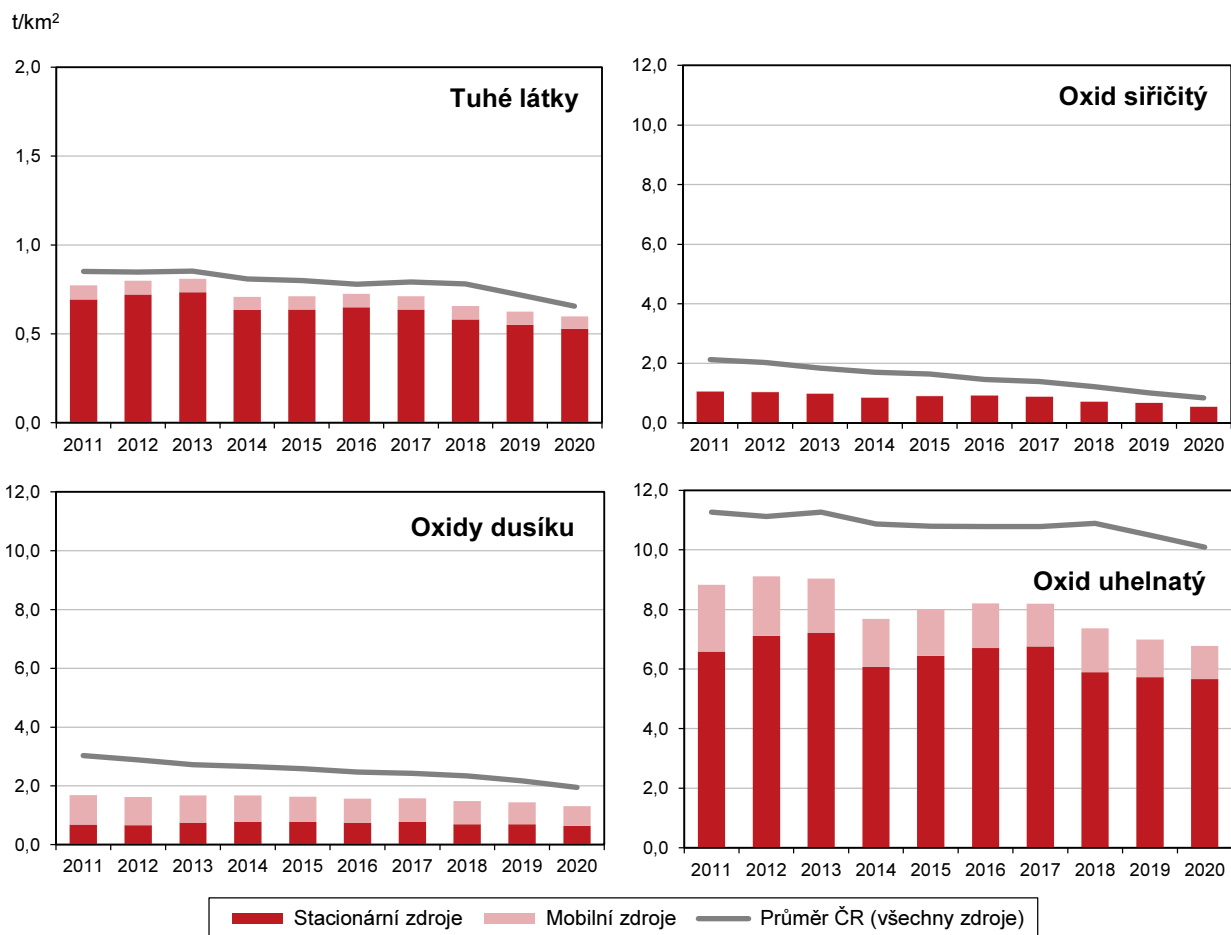 t/km²
Tuhé látky
2,0
1,5
1,0
0,5
0,0
2011 2012 2013 2014 2015 2016 2017 2018 2019 2020
Oxid siřičitý
12,0
10,0
8,0
6,0
4,0
2,0
0,0
2011 2012 2013 2014 2015 2016 2017 2018 2019 2020
Oxidy dusíku
12,0
10,0
8,0
6,0
4,0
2,0
0,0
2011 2012 2013 2014 2015 2016 2017 2018 2019 2020
Oxid uhelnatý
12,0
10,0
8,0
6,0
4,0
2,0
0,0
2011 2012 2013 2014 2015 2016 2017 2018 2019 2020
Stacionární zdroje Mobilní zdroje Průměr ČR (všechny zdroje)